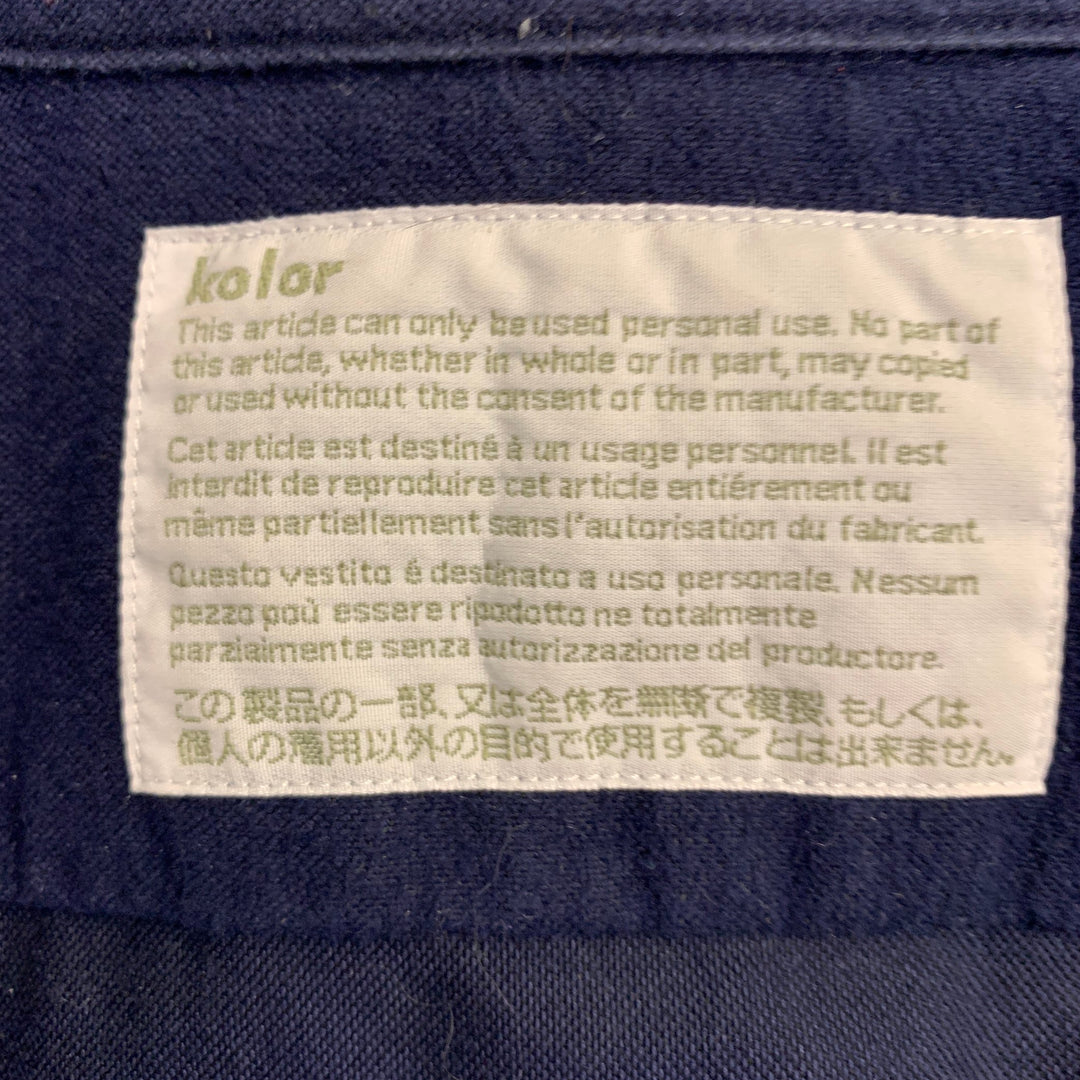 kolor
This article can only be used personal use. No part of
this article, whether in whole or in part, may copied
or used without the consent of the manufacturer.
Cet article est destiné à un usage personnel. Il est
interdit de reproduire cet article entiérement ou
même partiellement sans l'autorisation du fabricant.
Questo vestito é destinato a uso personale. Nessum
pezzo poù essere ripodotto ne totalmente
parzialmente senza autorizzazione del productore.
この製品の一部、又は全体を無断で複製、もしくは、
個人の着用以外の目的で使用することは出来ません。